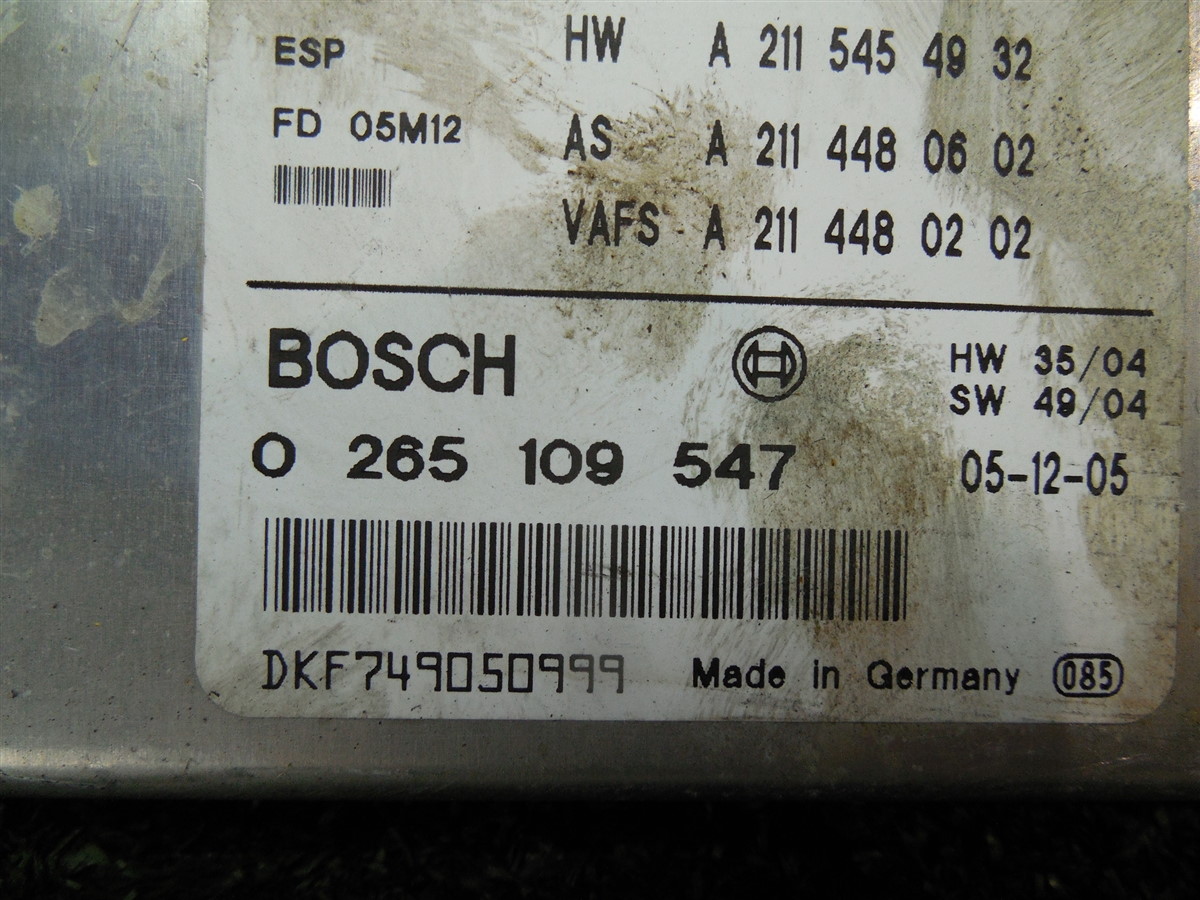 ESP HW A 211 545 49 32
FD 05M12 AS A 211 448 06 02
VAFS A 211 448 02 02
BOSCH HW 35/04
SW 49/04
0 265 109 547 05-12-05
DKF749050999 Made in Germany 085